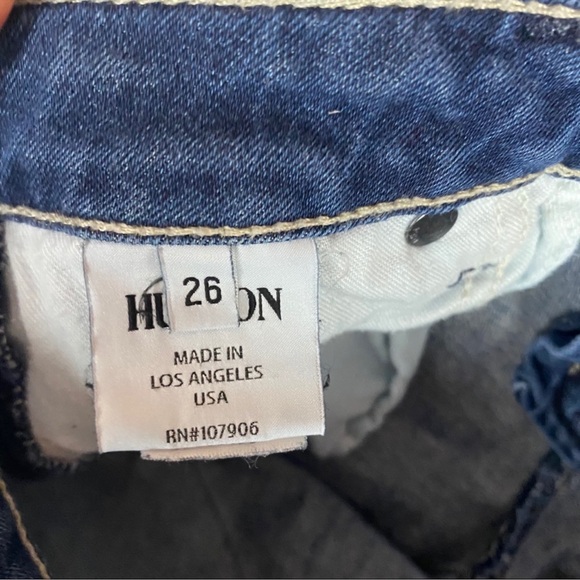 26
HU ON
MADE IN
LOS ANGELES
USA
RN#107906